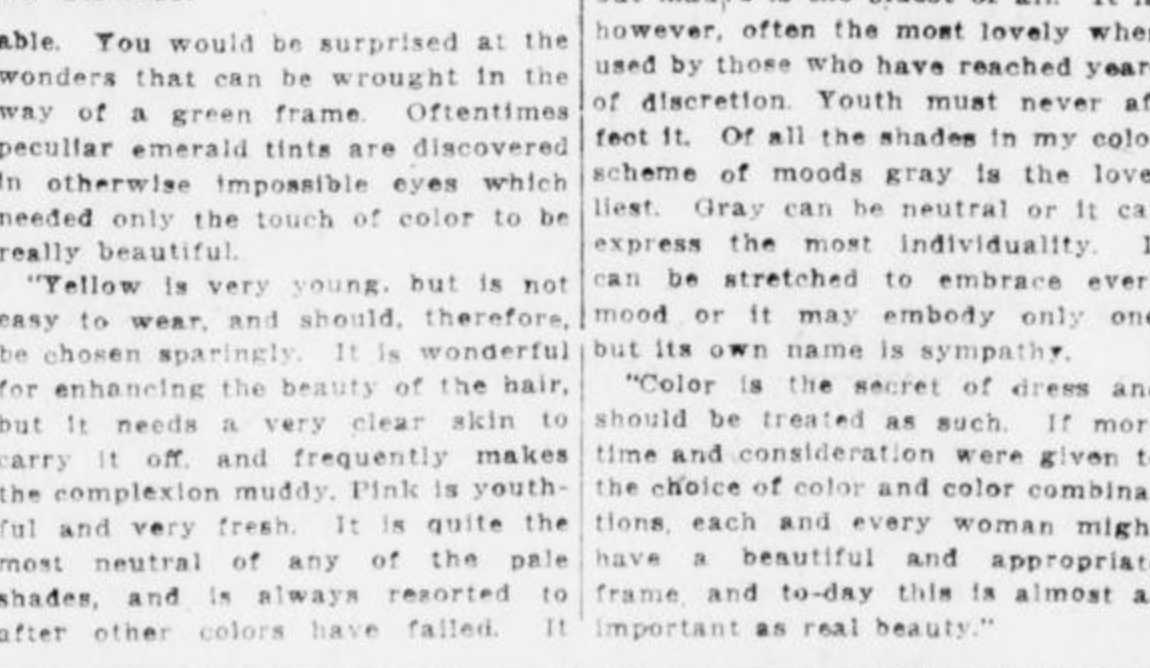 able. You would be surprised at the
wonders that can be wrought in the
way of a green frame. Oftentimes
peculiar emerald tints are discovered
in otherwise impossible eyes which
needed only the touch of color to be
really beautiful.
"Yellow is very young, but is not
easy to wear, and should, therefore,
be chosen sparingly. It is wonderful
for enhancing the beauty of the hair,
but it needs a very clear skin to
carry it off, and frequently makes
the complexion muddy. Pink is youth-
ful and very fresh. It is quite the
most neutral of any of the pale
shades, and is always resorted to
after other colors have failed. It
however, often the most lovely whe
used by those who have reached year
of discretion. Youth must never af
fect it. Of all the shades in my colo
scheme of moods gray is the love
liest. Gray can be neutral or it ca
express the most individuality. I
can be stretched to embrace ever
mood or it may embody only one
but its own name is sympathy.
"Color is the secret of dress an
should be treated as such. If mor
time and consideration were given t
the choice of color and color combina
tions, each and every woman migh
have a beautiful and appropriat
frame, and to-day this is almost a
important as real beauty."